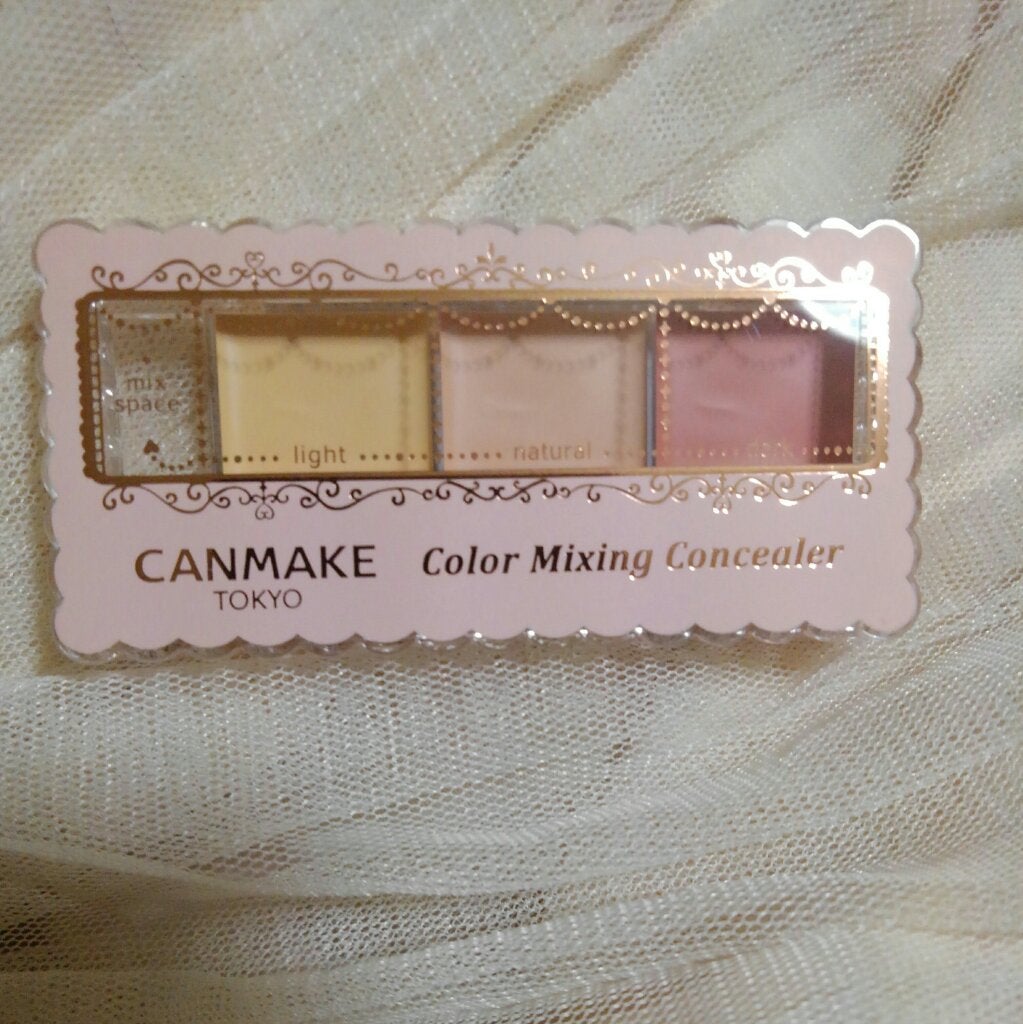 mix
space
light
natural
CANMAKE
TOKYO
Color Mixing Concealer